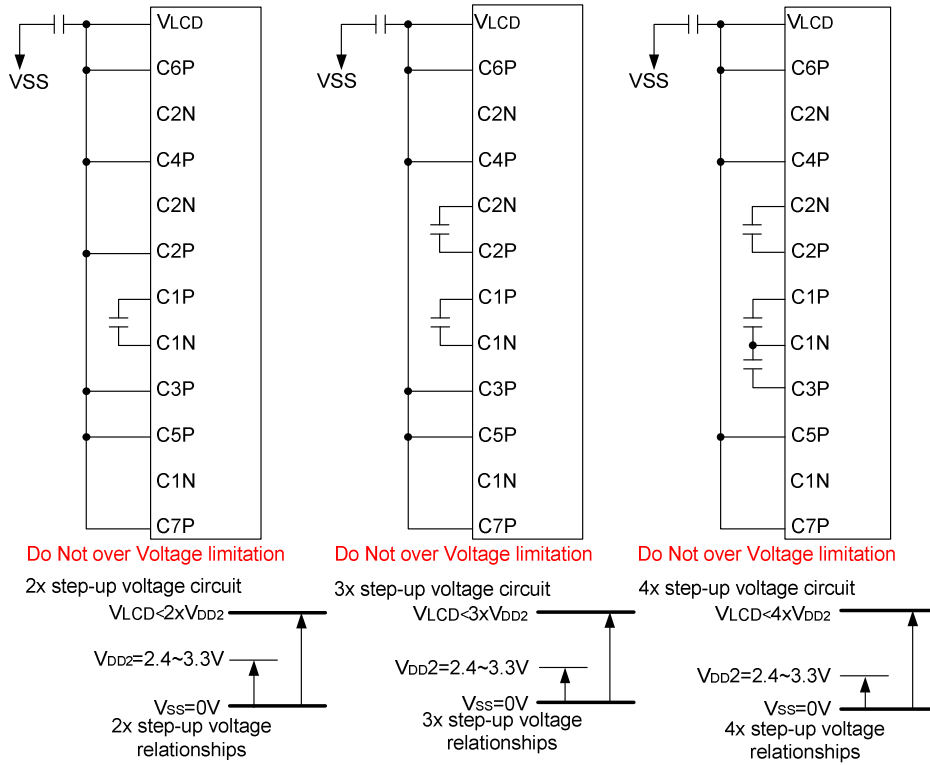 VLCD
VSS
C6P
C2N
C4P
C2N
C2P
C1P
C1N
C3P
C5P
C1N
C7P
Do Not over Voltage limitation
2x step-up voltage circuit
VLCD<2xVDD2
VDD2=2.4~3.3V
VSS=0V
2x step-up voltage
relationships
VLCD
VSS
C6P
C2N
C4P
C2N
C2P
C1P
C1N
C3P
C5P
C1N
C7P
Do Not over Voltage limitation
3x step-up voltage circuit
VLCD<3xVDD2
VDD2=2.4~3.3V
VSS=0V
3x step-up voltage
relationships
VLCD
VSS
C6P
C2N
C4P
C2N
C2P
C1P
C1N
C3P
C5P
C1N
C7P
Do Not over Voltage limitation
4x step-up voltage circuit
VLCD<4xVDD2
VDD2=2.4~3.3V
VSS=0V
4x step-up voltage
relationships